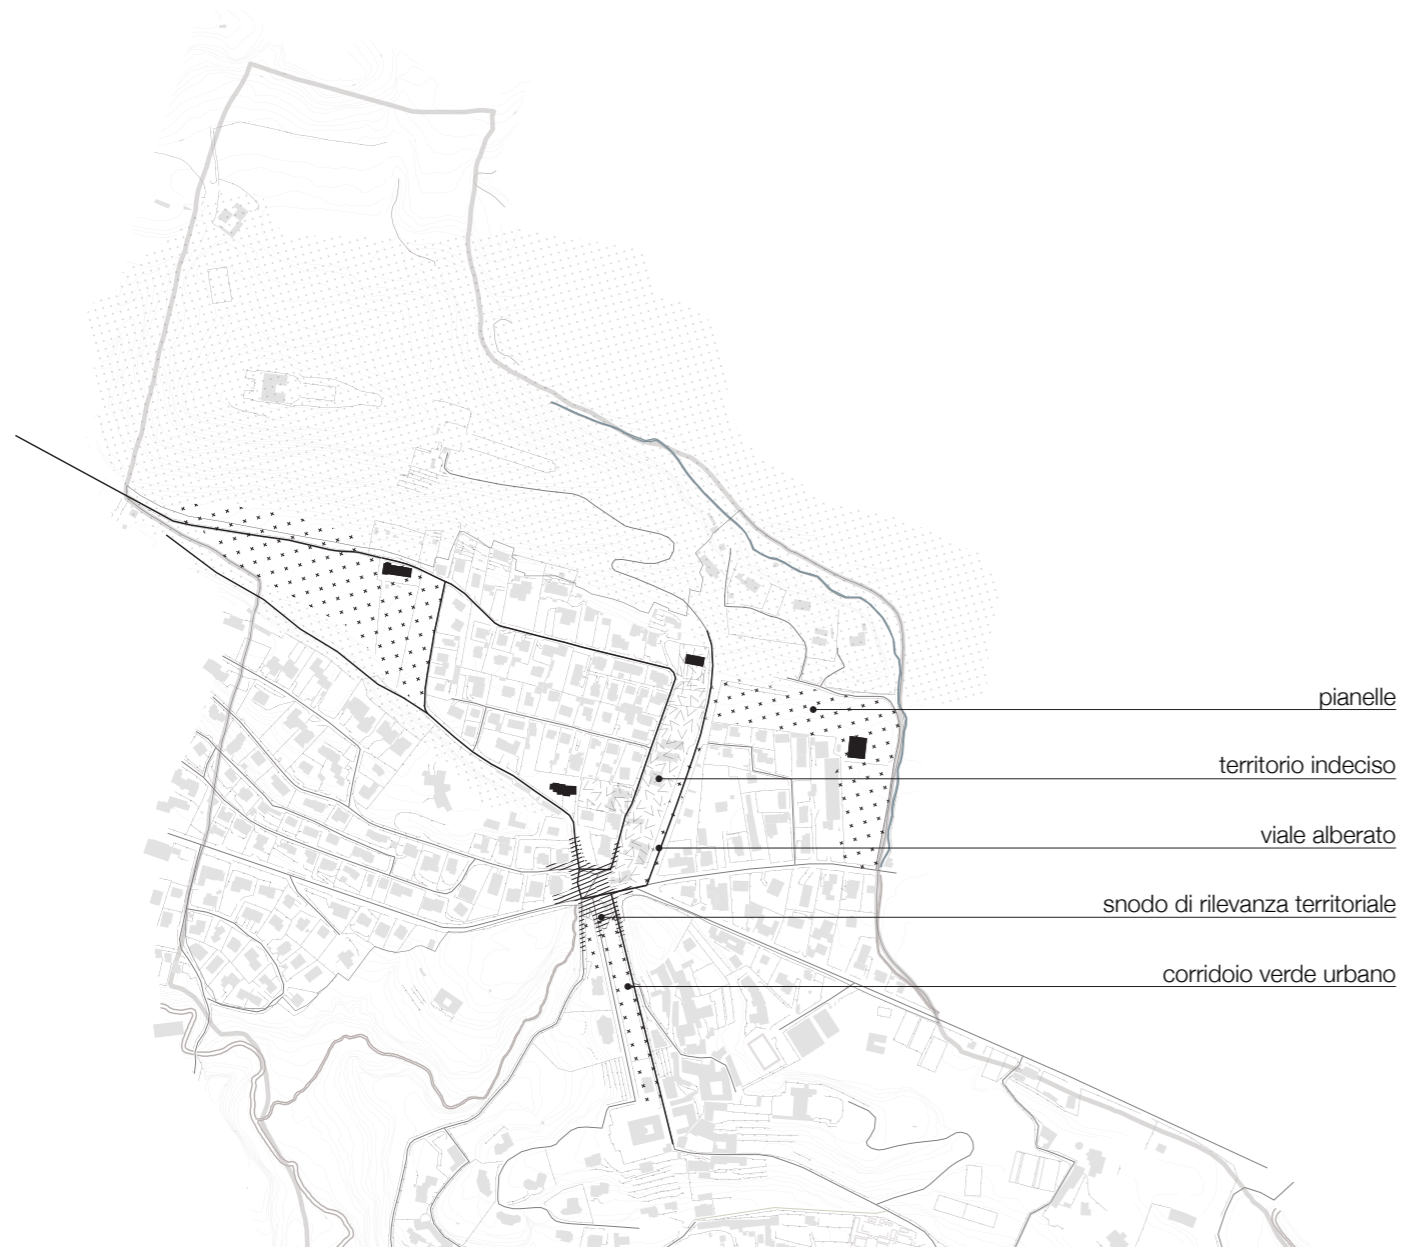 pianelle
territorio indeciso
viale alberato
snodo di rilevanza territoriale
corridoio verde urbano